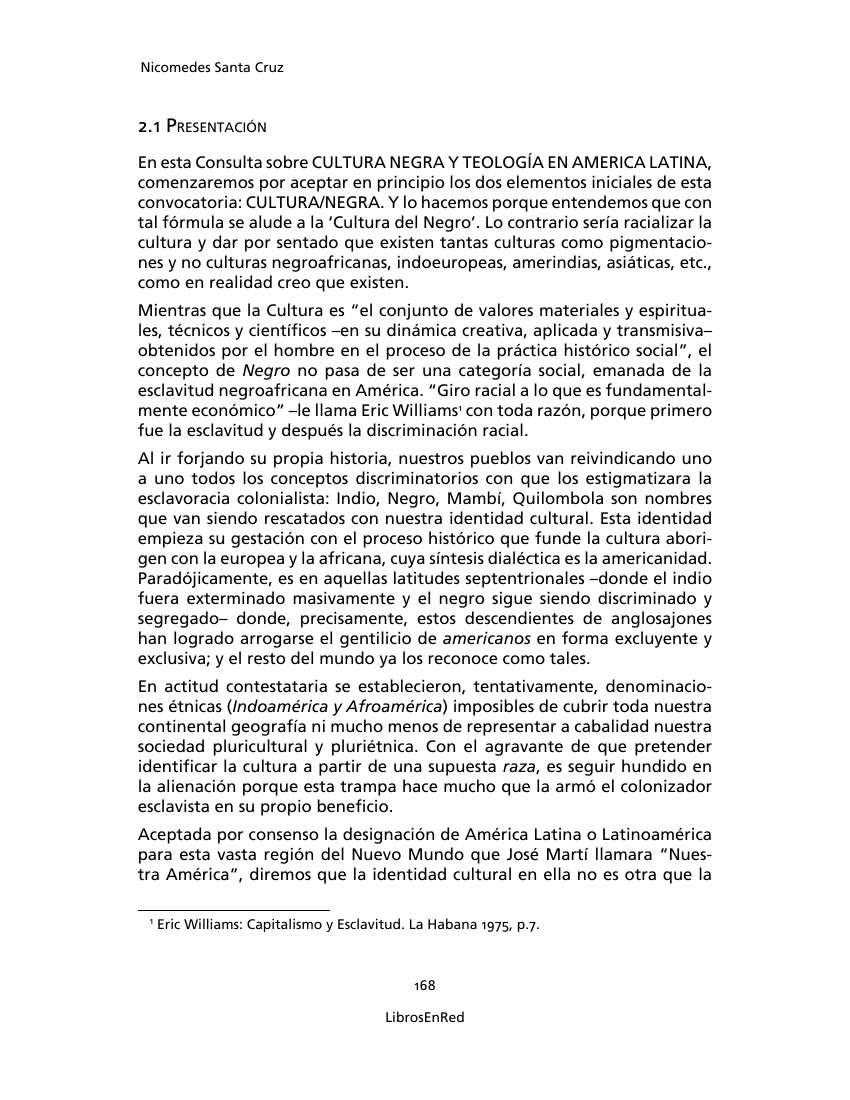 Nicomedes Santa Cruz
2.1 Presentación
En esta Consulta sobre CULTURA NEGRA Y TEOLOGÍA EN AMERICA LATINA,
comenzaremos por aceptar en principio los dos elementos iniciales de esta
convocatoria: CULTURA/NEGRA. Y lo hacemos porque entendemos que con
tal fórmula se alude a la ‘Cultura del Negro’. Lo contrario sería racializar la
cultura y dar por sentado que existen tantas culturas como pigmentacio-
nes y no culturas negroafricanas, indoeuropeas, amerindias, asiáticas, etc.,
como en realidad creo que existen.
Mientras que la Cultura es “el conjunto de valores materiales y espiritua-
les, técnicos y científicos –en su dinámica creativa, aplicada y transmisiva–
obtenidos por el hombre en el proceso de la práctica histórico social”, el
concepto de Negro no pasa de ser una categoría social, emanada de la
esclavitud negroafricana en América. “Giro racial a lo que es fundamental-
mente económico” –le llama Eric Williams¹ con toda razón, porque primero
fue la esclavitud y después la discriminación racial.
Al ir forjando su propia historia, nuestros pueblos van reivindicando uno
a uno todos los conceptos discriminatorios con que los estigmatizara la
esclavoracia colonialista: Indio, Negro, Mambí, Quilombola son nombres
que van siendo rescatados con nuestra identidad cultural. Esta identidad
empieza su gestación con el proceso histórico que funde la cultura abori-
gen con la europea y la africana, cuya síntesis dialéctica es la americanidad.
Paradójicamente, es en aquellas latitudes septentrionales –donde el indio
fuera exterminado masivamente y el negro sigue siendo discriminado y
segregado– donde, precisamente, estos descendientes de anglosajones
han logrado arrogarse el gentilicio de americanos en forma excluyente y
exclusiva; y el resto del mundo ya los reconoce como tales.
En actitud contestataria se establecieron, tentativamente, denominacio-
nes étnicas (Indoamérica y Afroamérica) imposibles de cubrir toda nuestra
continental geografía ni mucho menos de representar a cabalidad nuestra
sociedad pluricultural y pluriétnica. Con el agravante de que pretender
identificar la cultura a partir de una supuesta raza, es seguir hundido en
la alienación porque esta trampa hace mucho que la armó el colonizador
esclavista en su propio beneficio.
Aceptada por consenso la designación de América Latina o Latinoamérica
para esta vasta región del Nuevo Mundo que José Martí llamara “Nues-
tra América”, diremos que la identidad cultural en ella no es otra que la
¹ Eric Williams: Capitalismo y Esclavitud. La Habana 1975, p.7.
168
LibrosEnRed